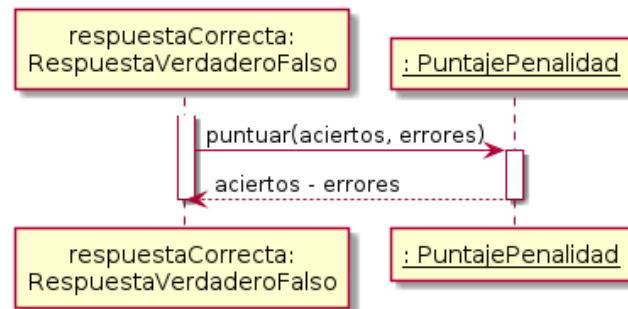 respuestaCorrecta:
RespuestaVerdaderoFalso
: PuntajePenalidad
puntuar(aciertos, errores)
aciertos - errores
respuestaCorrecta:
RespuestaVerdaderoFalso
: PuntajePenalidad